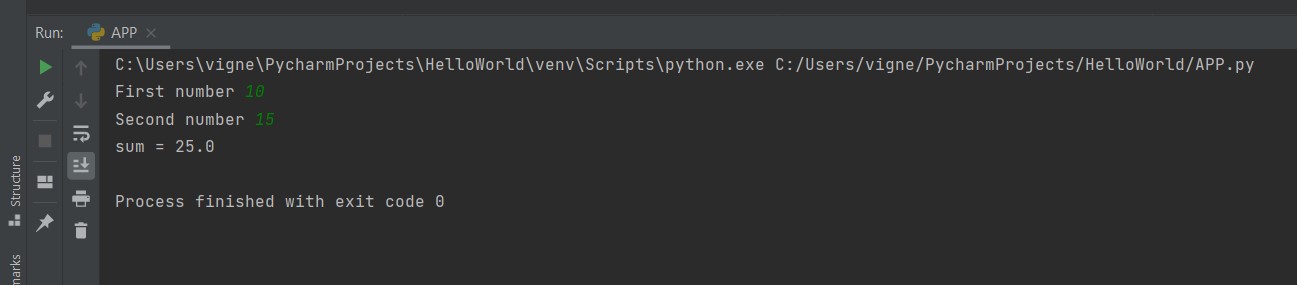 Run: APP
C:\Users\vigne\PycharmProjects\HelloWorld\venv\Scripts\python.exe C:/Users/vigne/PycharmProjects/HelloWorld/APP.py
First number 10
Second number 15
sum = 25.0
Process finished with exit code 0
Structure
marks